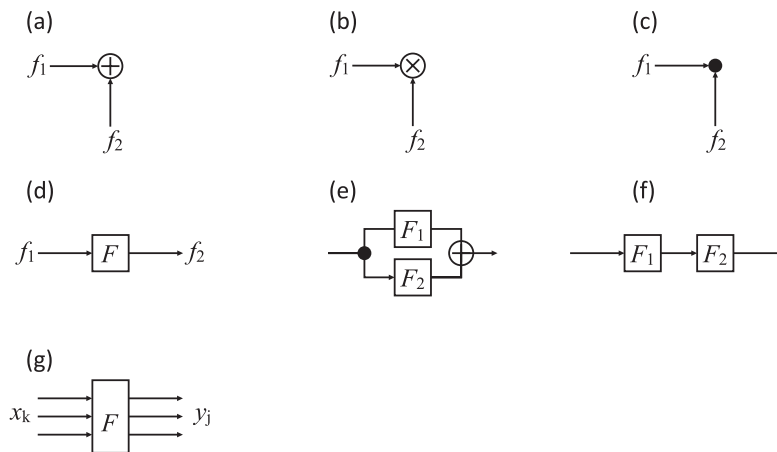 (a) (b) (c)
f₁ f₁ f₁
f₂ f₂ f₂
(d) (e) (f)
F₁
f₁ F f₂ F₁ F₂
F₂
(g)
xₖ F yⱼ